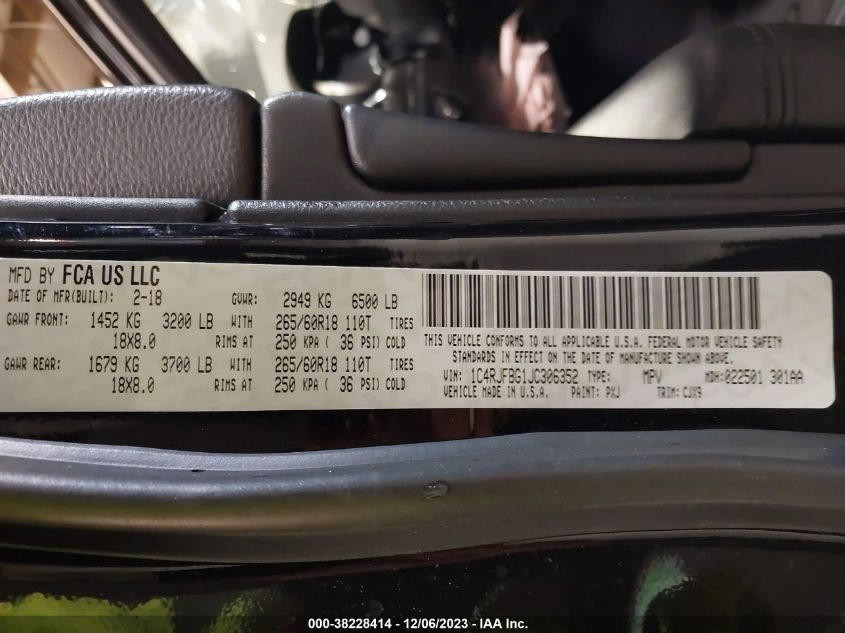 MFD BY FCA US LLC
DATE OF MFR(BUILT): 2-18 GVWR: 2949 KG 6500 LB
GAWR FRONT: 1452 KG 3200 LB WITH 265/60R18 110T TIRES
18X8.0 RIMS AT 250 KPA ( 36 PSI) COLD
GAWR REAR: 1679 KG 3700 LB WITH 265/60R18 110T TIRES
18X8.0 RIMS AT 250 KPA ( 36 PSI) COLD
THIS VEHICLE CONFORMS TO ALL APPLICABLE U.S.A. FEDERAL MOTOR VEHICLE SAFETY
STANDARDS IN EFFECT ON THE DATE OF MANUFACTURE SHOWN ABOVE.
VIN: 1C4RJFBG1JC306352 TYPE: MPV MDH:022501 301AA
VEHICLE MADE IN U.S.A. PAINT: PXJ TRIM: CJX9
000-38228414 - 12/06/2023 - IAA Inc.